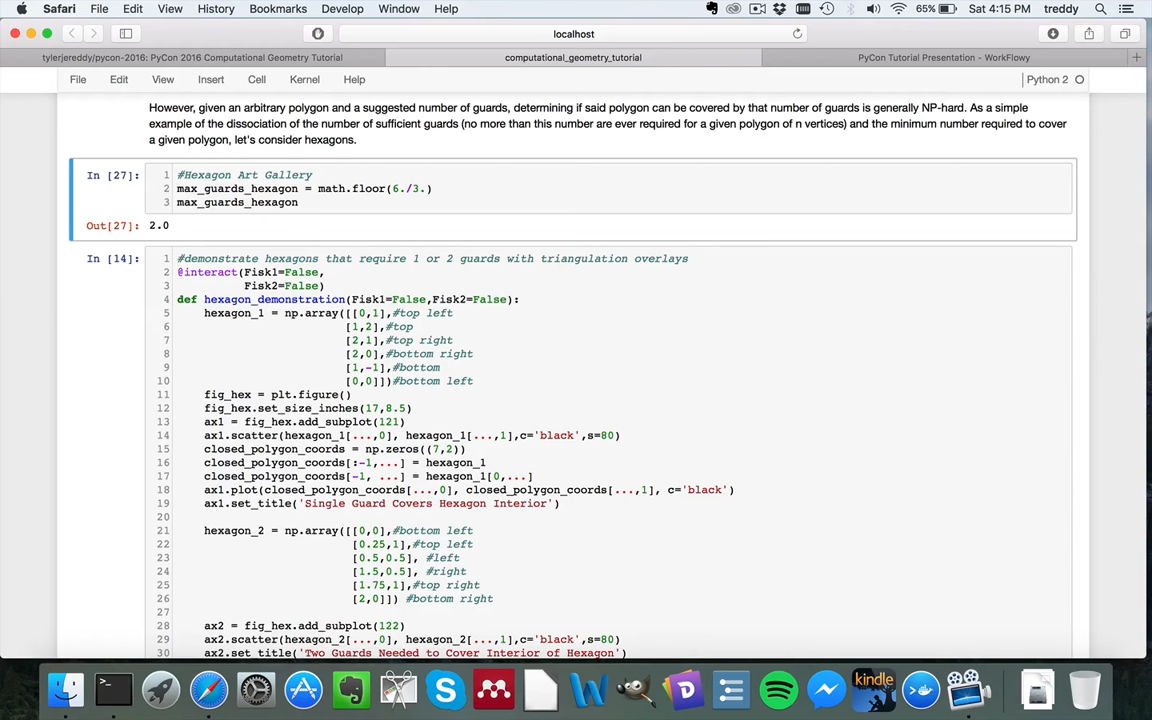 Safari File Edit View History Bookmarks Develop Window Help 65% Sat 4:15 PM treddy
localhost
tylerjereddy/pycon-2016: PyCon 2016 Computational Geometry Tutorial computational_geometry_tutorial PyCon Tutorial Presentation - WorkFlowy
File Edit View Insert Cell Kernel Help Python 2
However, given an arbitrary polygon and a suggested number of guards, determining if said polygon can be covered by that number of guards is generally NP-hard. As a simple
example of the dissociation of the number of sufficient guards (no more than this number are ever required for a given polygon of n vertices) and the minimum number required to cover
a given polygon, let's consider hexagons.
In [27]: 1 #Hexagon Art Gallery
2 max_guards_hexagon = math.floor(6./3.)
3 max_guards_hexagon
Out[27]: 2.0
In [14]: 1 #demonstrate hexagons that require 1 or 2 guards with triangulation overlays
2 @interact(Fisk1=False,
3 Fisk2=False)
4 def hexagon_demonstration(Fisk1=False,Fisk2=False):
5 hexagon_1 = np.array([[0,1],#top left
6 [1,2],#top
7 [2,1],#top right
8 [2,0],#bottom right
9 [1,-1],#bottom
10 [0,0]])#bottom left
11 fig_hex = plt.figure()
12 fig_hex.set_size_inches(17,8.5)
13 ax1 = fig_hex.add_subplot(121)
14 ax1.scatter(hexagon_1[...,0], hexagon_1[...,1],c='black',s=80)
15 closed_polygon_coords = np.zeros((7,2))
16 closed_polygon_coords[:-1,...] = hexagon_1
17 closed_polygon_coords[-1, ...] = hexagon_1[0,...]
18 ax1.plot(closed_polygon_coords[...,0], closed_polygon_coords[...,1], c='black')
19 ax1.set_title('Single Guard Covers Hexagon Interior')
20
21 hexagon_2 = np.array([[0,0],#bottom left
22 [0.25,1],#top left
23 [0.5,0.5], #left
24 [1.5,0.5], #right
25 [1.75,1],#top right
26 [2,0]]) #bottom right
27
28 ax2 = fig_hex.add_subplot(122)
29 ax2.scatter(hexagon_2[...,0], hexagon_2[...,1],c='black',s=80)
30 ax2.set_title('Two Guards Needed to Cover Interior of Hexagon')
kindle